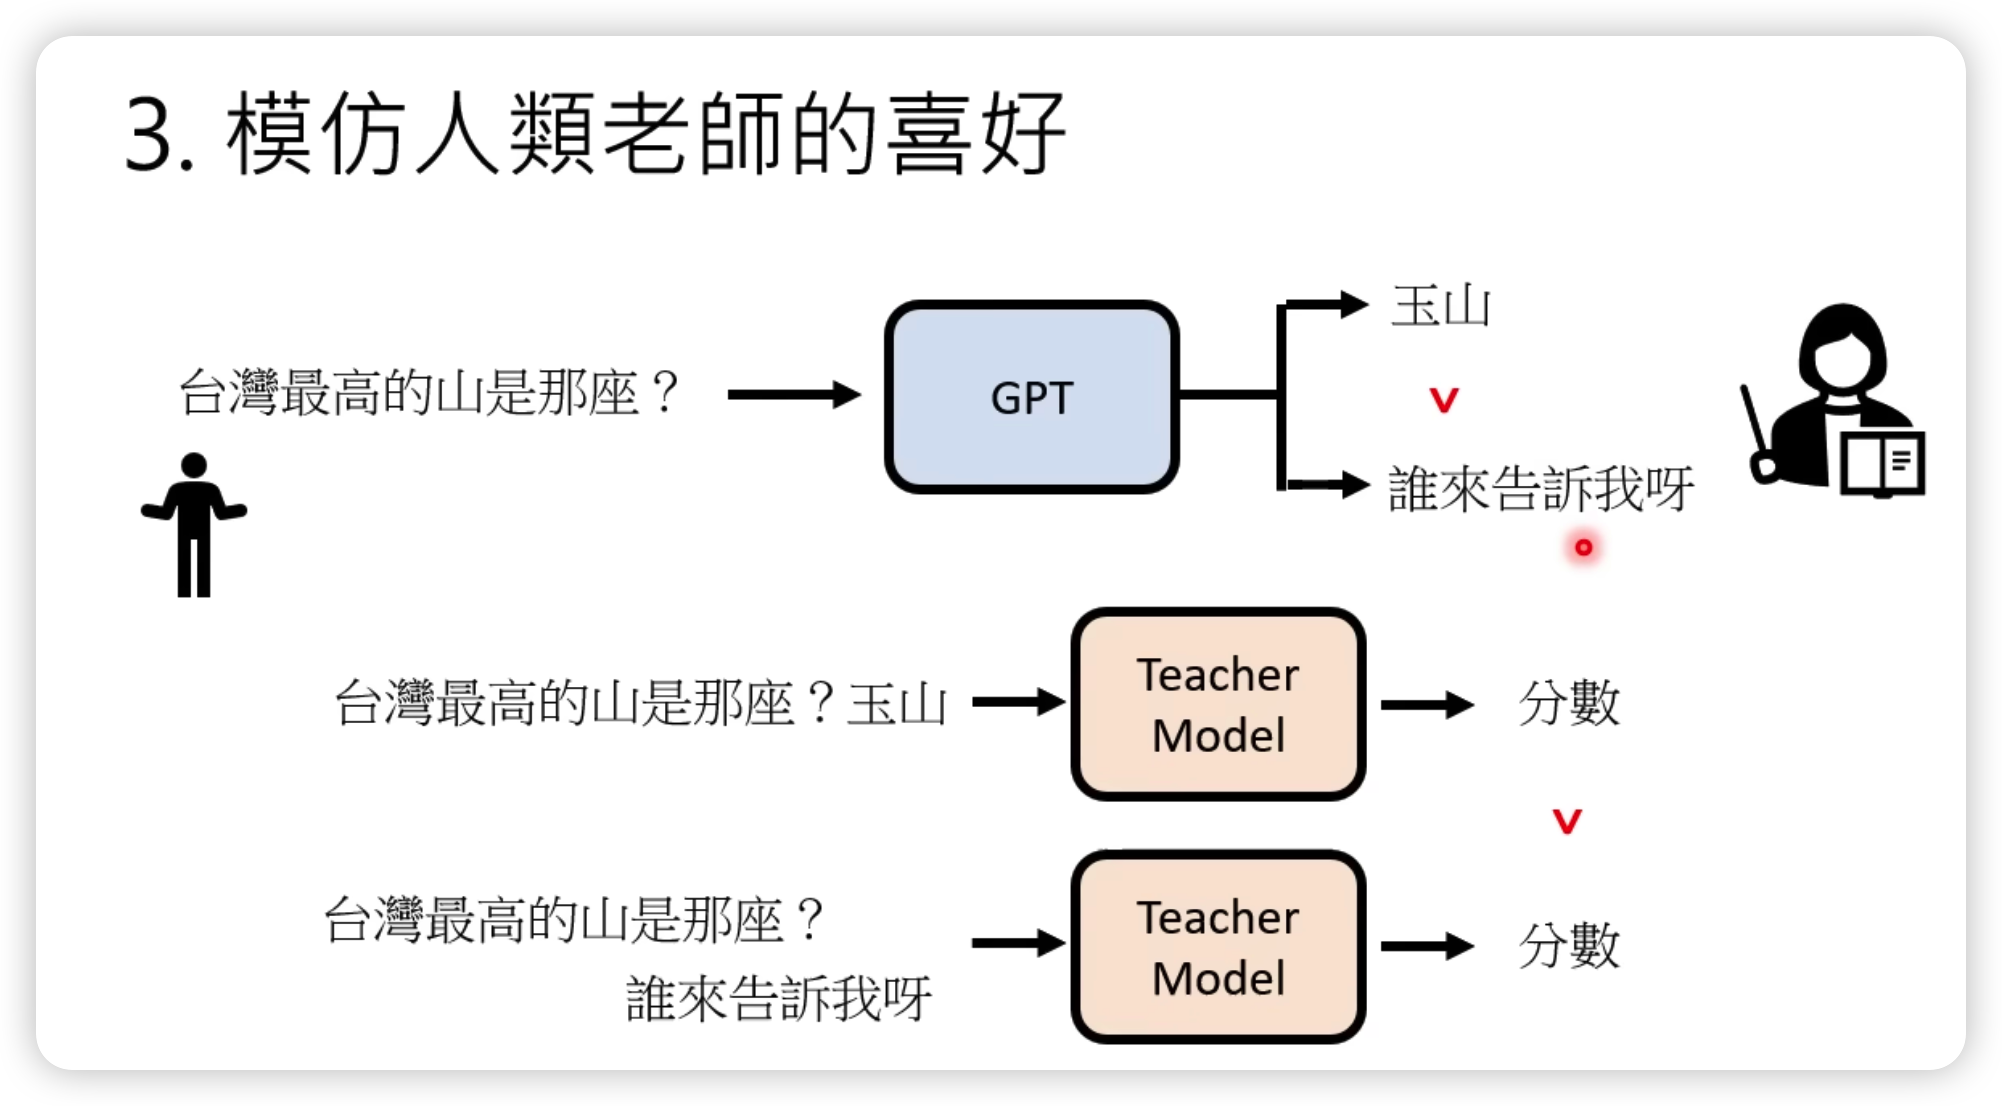 3. 模仿人類老師的喜好
台灣最高的山是那座？
GPT
玉山
v
誰來告訴我呀
台灣最高的山是那座？玉山
Teacher
Model
分數
v
台灣最高的山是那座？
誰來告訴我呀
Teacher
Model
分數